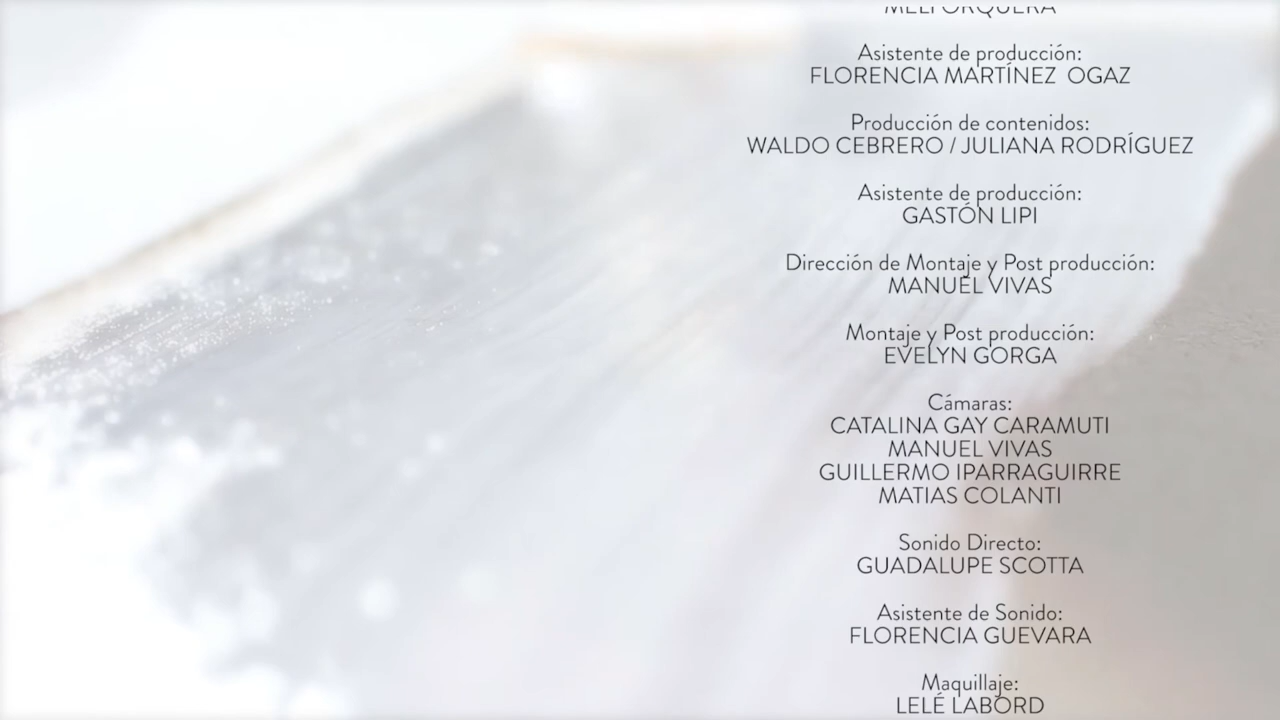 Asistente de producción:
FLORENCIA MARTÍNEZ OGAZ
Producción de contenidos:
WALDO CEBRERO / JULIANA RODRÍGUEZ
Asistente de producción:
GASTÓN LIPI
Dirección de Montaje y Post producción:
MANUEL VIVAS
Montaje y Post producción:
EVELYN GORGA
Cámaras:
CATALINA GAY CARAMUTI
MANUEL VIVAS
GUILLERMO IPARRAGUIRRE
MATIAS COLANTI
Sonido Directo:
GUADALUPE SCOTTA
Asistente de Sonido:
FLORENCIA GUEVARA
Maquillaje:
LELÉ LABORD